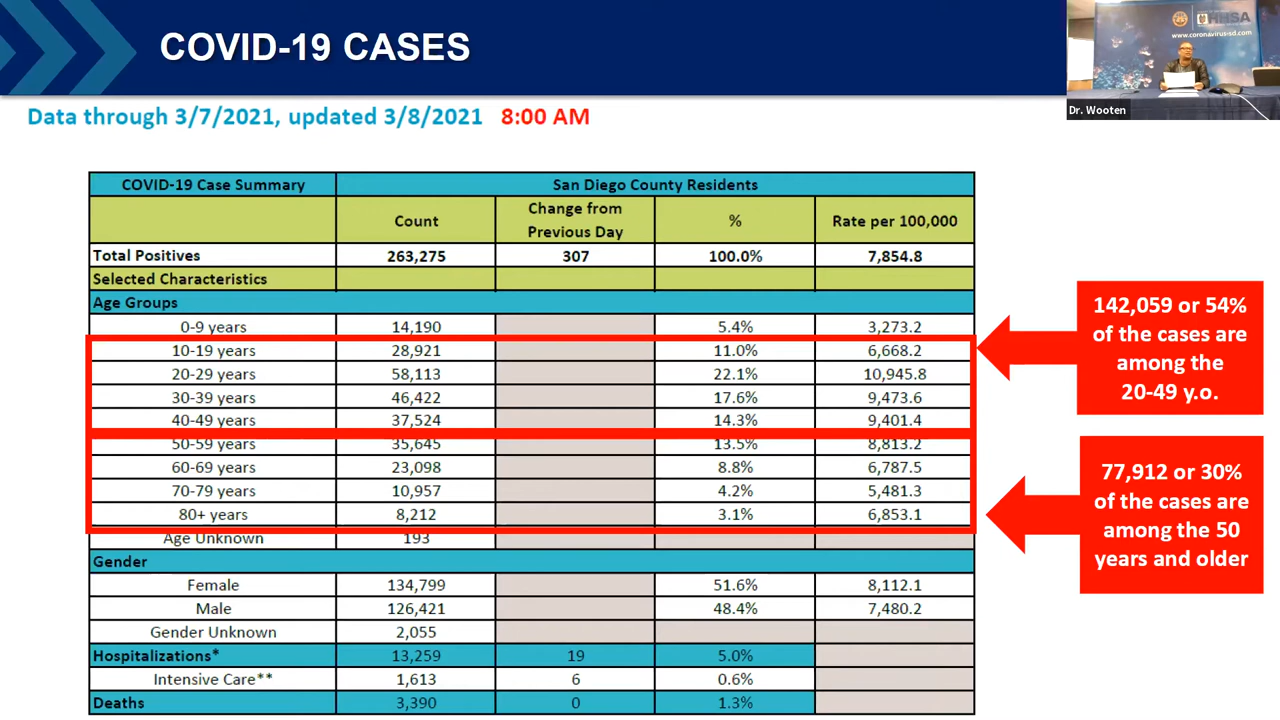 COVID-19 CASES
HHSA
www.coronavirus-sd.com
Dr. Wooten
Data through 3/7/2021, updated 3/8/2021 8:00 AM
COVID-19 Case Summary San Diego County Residents
Count Change from Previous Day % Rate per 100,000
Total Positives 263,275 307 100.0% 7,854.8
Selected Characteristics
Age Groups
0-9 years 14,190 5.4% 3,273.2
10-19 years 28,921 11.0% 6,668.2
20-29 years 58,113 22.1% 10,945.8
30-39 years 46,422 17.6% 9,473.6
40-49 years 37,524 14.3% 9,401.4
50-59 years 35,645 13.5% 8,813.2
60-69 years 23,098 8.8% 6,787.5
70-79 years 10,957 4.2% 5,481.3
80+ years 8,212 3.1% 6,853.1
Age Unknown 193
Gender
Female 134,799 51.6% 8,112.1
Male 126,421 48.4% 7,480.2
Gender Unknown 2,055
Hospitalizations* 13,259 19 5.0%
Intensive Care** 1,613 6 0.6%
Deaths 3,390 0 1.3%
142,059 or 54%
of the cases are
among the
20-49 y.o.
77,912 or 30%
of the cases are
among the 50
years and older